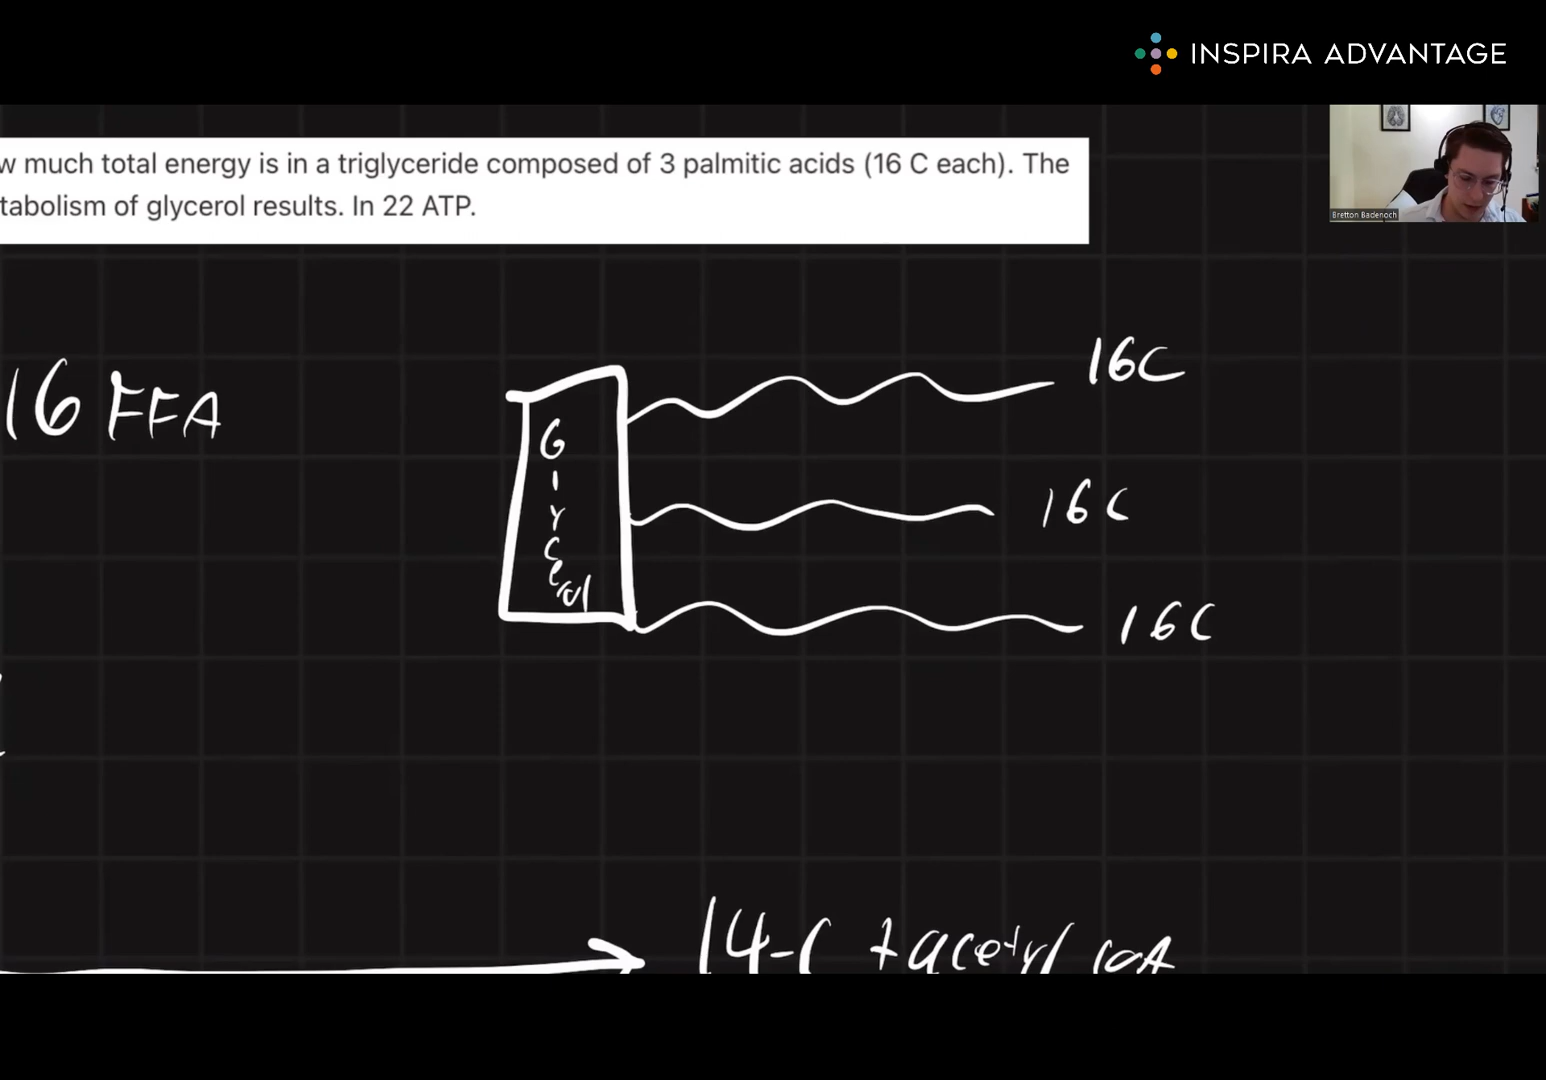 INSPIRA ADVANTAGE
w much total energy is in a triglyceride composed of 3 palmitic acids (16 C each). The
tabolism of glycerol results. In 22 ATP.
Bretton Badenoch
16C
16 FFA
Glycerol
16C
16C
14-C + acetyl CoA